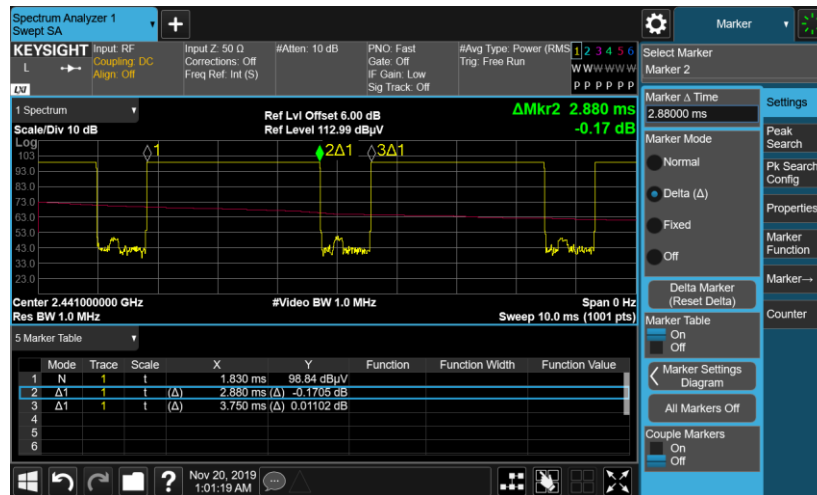 Spectrum Analyzer 1
Swept SA
+
Marker
KEYSIGHT
L
LXI
Input: RF
Coupling: DC
Align: Off
Input Z: 50 Ω
Corrections: Off
Freq Ref: Int (S)
#Atten: 10 dB
PNO: Fast
Gate: Off
IF Gain: Low
Sig Track: Off
#Avg Type: Power (RMS
Trig: Free Run
1 2 3 4 5 6
W W W W W W
P P P P P P
Select Marker
Marker 2
Marker Δ Time
2.88000 ms
Marker Mode
Normal
Delta (Δ)
Fixed
Off
Delta Marker
(Reset Delta)
Marker Table
On
Off
Marker Settings
Diagram
All Markers Off
Couple Markers
On
Off
Settings
Peak
Search
Pk Search
Config
Properties
Marker
Function
Marker→
Counter
1 Spectrum
Scale/Div 10 dB
Ref Lvl Offset 6.00 dB
Ref Level 112.99 dBµV
ΔMkr2 2.880 ms
-0.17 dB
Log
103
93.0
83.0
73.0
63.0
53.0
43.0
33.0
23.0
1
2Δ1
3Δ1
Center 2.441000000 GHz
Res BW 1.0 MHz
#Video BW 1.0 MHz
Span 0 Hz
Sweep 10.0 ms (1001 pts)
5 Marker Table
Mode Trace Scale X Y Function Function Width Function Value
1 N 1 t 1.830 ms 98.84 dBµV
2 Δ1 1 t (Δ) 2.880 ms (Δ) -0.1705 dB
3 Δ1 1 t (Δ) 3.750 ms (Δ) 0.01102 dB
4
5
6
?
Nov 20, 2019
1:01:19 AM